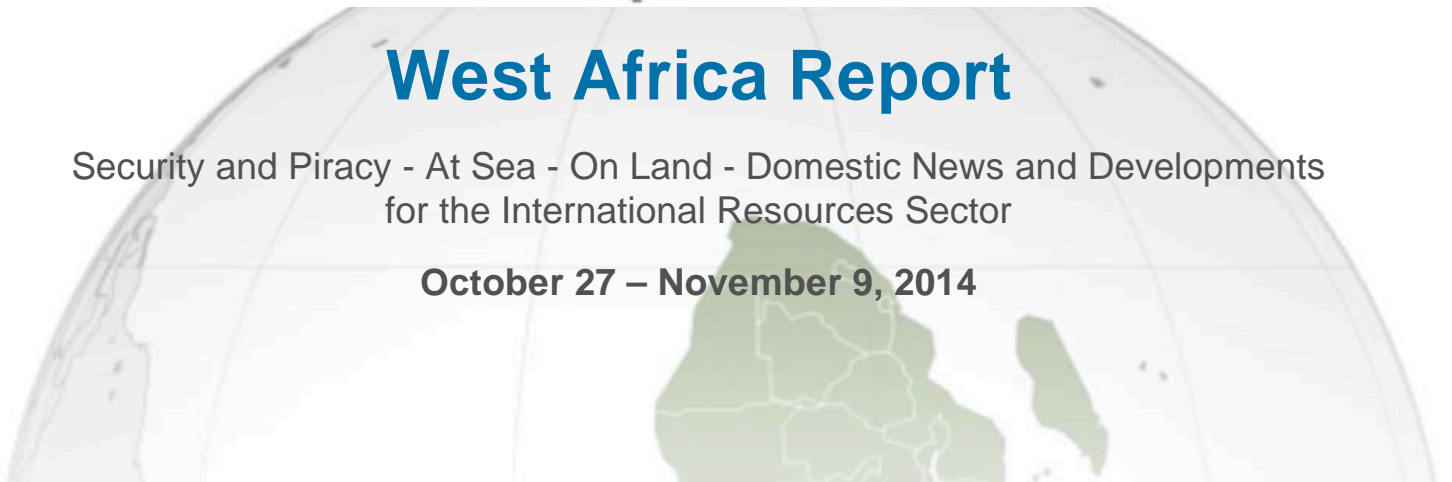 West Africa Report
Security and Piracy - At Sea - On Land - Domestic News and Developments
for the International Resources Sector
October 27 – November 9, 2014